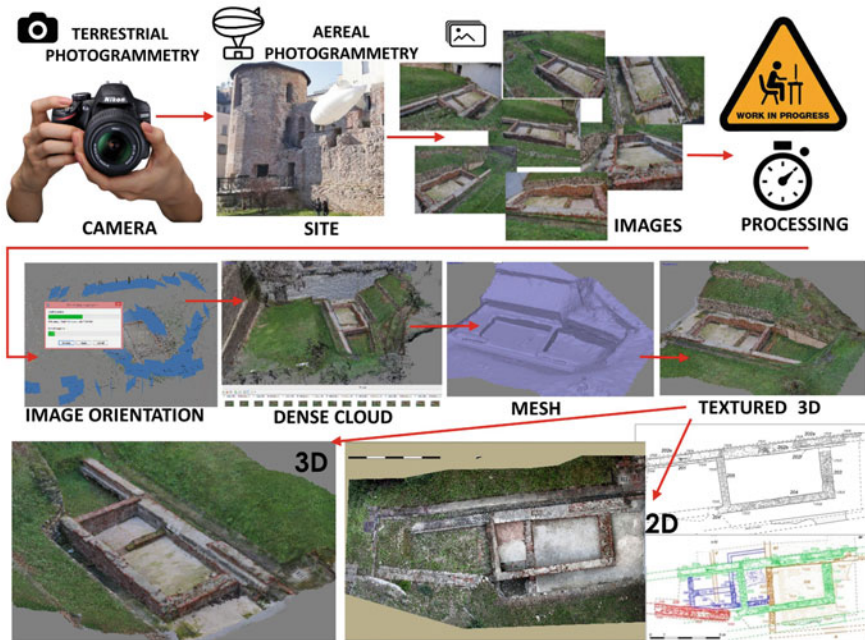 TERRESTRIAL
PHOTOGRAMMETRY
AEREAL
PHOTOGRAMMETRY
Nikon
WORK IN PROGRESS
CAMERA
SITE
IMAGES
PROCESSING
IMAGE ORIENTATION
DENSE CLOUD
MESH
TEXTURED 3D
3D
2D